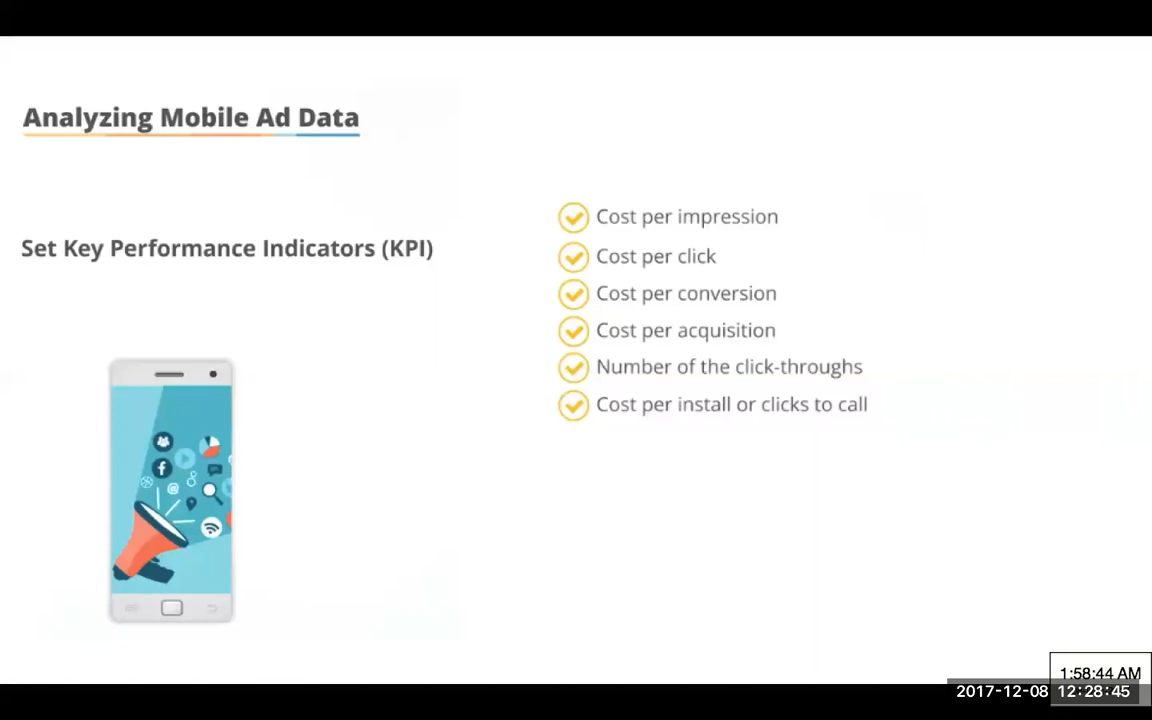 Analyzing Mobile Ad Data
Set Key Performance Indicators (KPI)
Cost per impression
Cost per click
Cost per conversion
Cost per acquisition
Number of the click-throughs
Cost per install or clicks to call
1:58:44 AM
2017-12-08 12:28:45